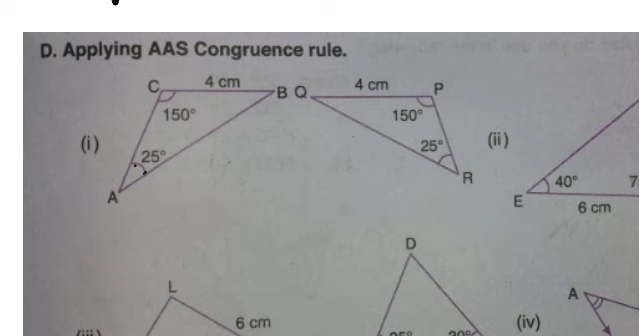 D. Applying AAS Congruence rule.
C 4 cm B Q 4 cm P
150° 150°
(i) 25° 25° (ii)
A R
E 40° 7
6 cm
D
L A
6 cm (iv)